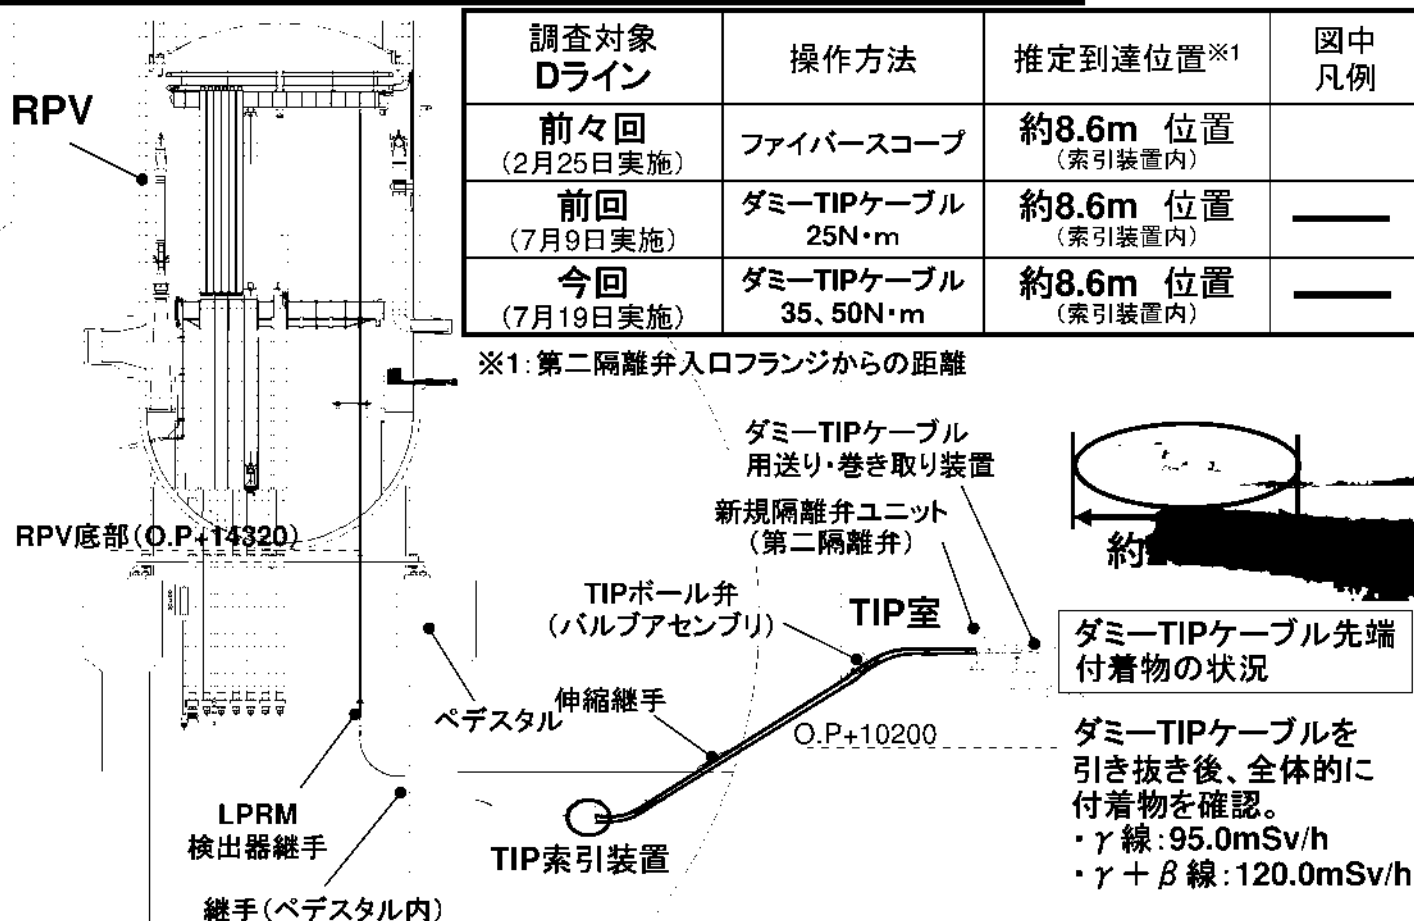 調査対象
Dライン
操作方法
推定到達位置※1
図中
凡例
前々回
(2月25日実施)
ファイバースコープ
約8.6m 位置
(索引装置内)
前回
(7月9日実施)
ダミーTIPケーブル
25N・m
約8.6m 位置
(索引装置内)
今回
(7月19日実施)
ダミーTIPケーブル
35、50N・m
約8.6m 位置
(索引装置内)
※1:第二隔離弁入口フランジからの距離
RPV
ダミーTIPケーブル
用送り・巻き取り装置
新規隔離弁ユニット
(第二隔離弁)
約
RPV底部(O.P+14320)
TIPボール弁
(バルブアセンブリ)
TIP室
ダミーTIPケーブル先端
付着物の状況
ペデスタル
伸縮継手
O.P+10200
ダミーTIPケーブルを
引き抜き後、全体的に
付着物を確認。
・γ線:95.0mSv/h
・γ+β線:120.0mSv/h
LPRM
検出器継手
TIP索引装置
継手(ペデスタル内)